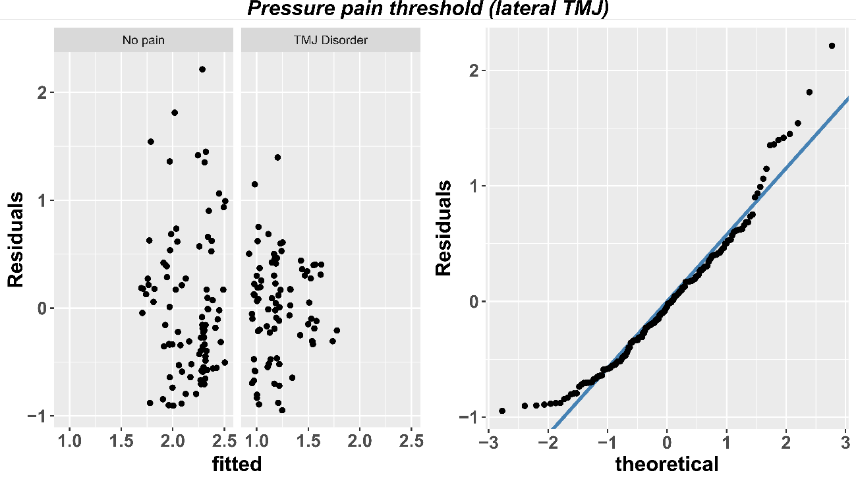 Pressure pain threshold (lateral TMJ)
No pain
TMJ Disorder
Residuals
2
1
0
−1
1.0 1.5 2.0 2.5
1.0 1.5 2.0 2.5
fitted
Residuals
2
1
0
−1
−3 −2 −1 0 1 2 3
theoretical